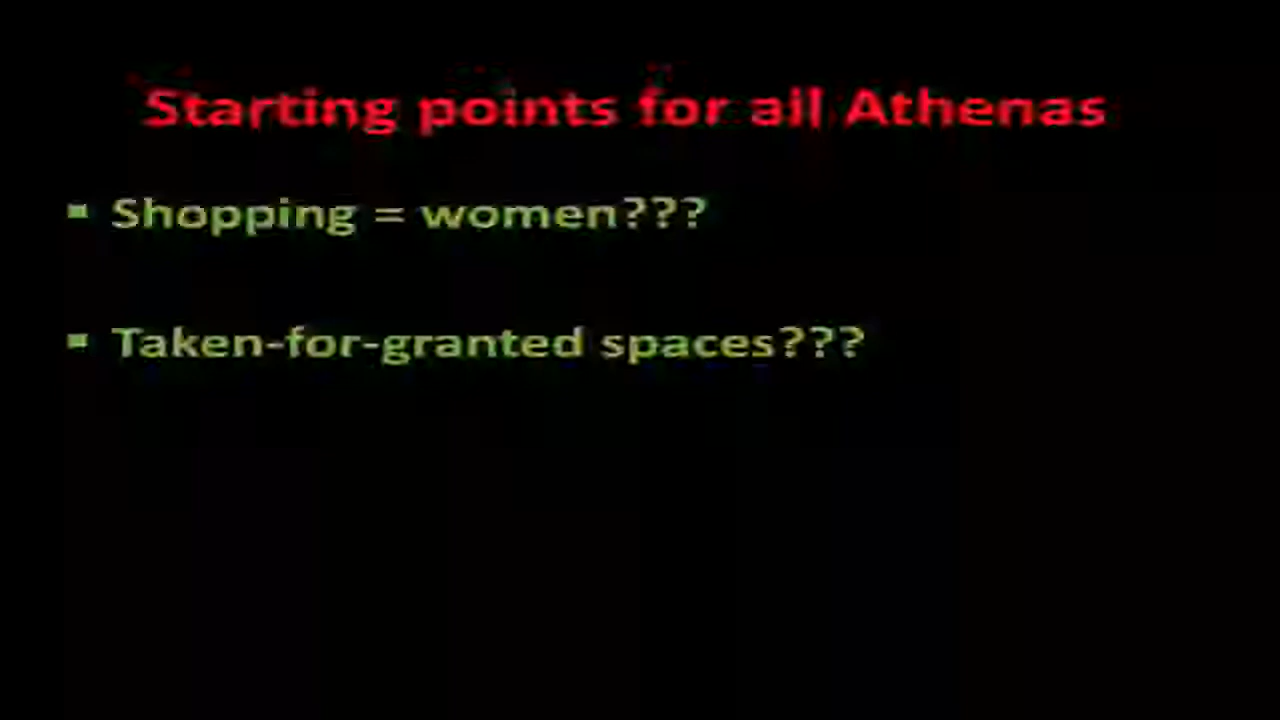 Starting points for all Athenas
▪ Shopping = women???
▪ Taken-for-granted spaces???